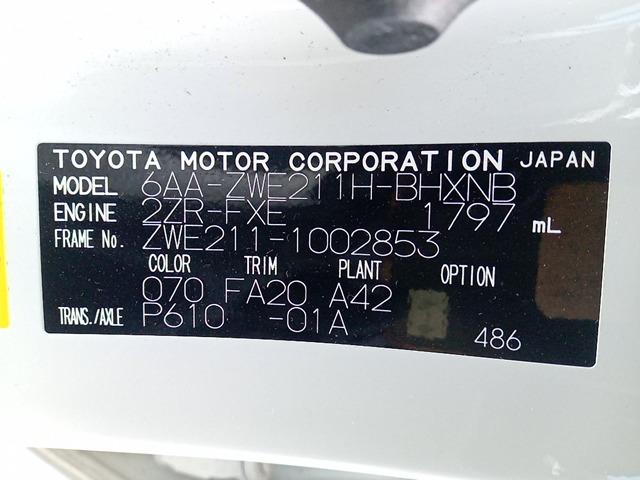 TOYOTA MOTOR CORPORATION JAPAN
MODEL 6AA-ZWE211H-BHXNB
ENGINE 2ZR-FXE 1797 mL
FRAME No. ZWE211-1002853
COLOR TRIM PLANT OPTION
070 FA20 A42
TRANS./AXLE P610 -01A
486